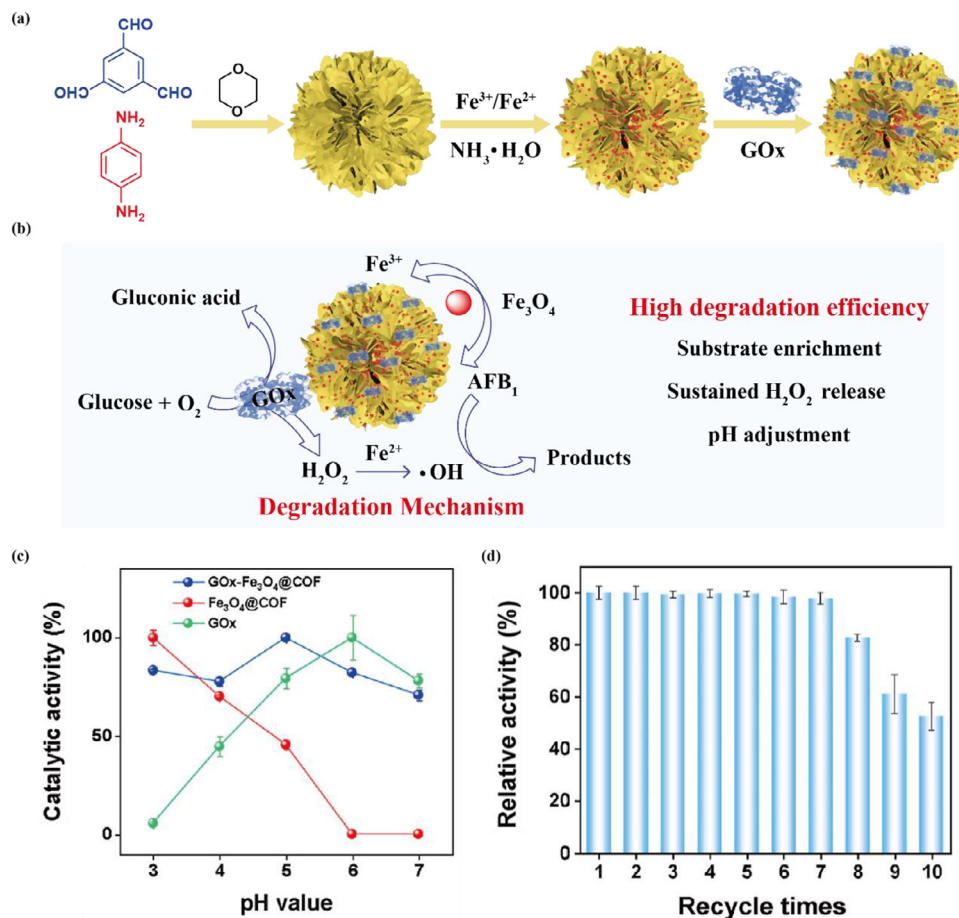 (a)
CHO
CHO
CHO
NH₂
NH₂
O
O
Fe³⁺/Fe²⁺
NH₃ · H₂O
GOx
(b)
Gluconic acid
Glucose + O₂
GOx
H₂O₂
Fe²⁺
· OH
Fe³⁺
Fe₃O₄
AFB₁
Products
Degradation Mechanism
High degradation efficiency
Substrate enrichment
Sustained H₂O₂ release
pH adjustment
(c)
GOx-Fe₃O₄@COF
Fe₃O₄@COF
GOx
Catalytic activity (%)
100
50
0
3 4 5 6 7
pH value
(d)
Relative activity (%)
100
80
60
40
20
0
1 2 3 4 5 6 7 8 9 10
Recycle times